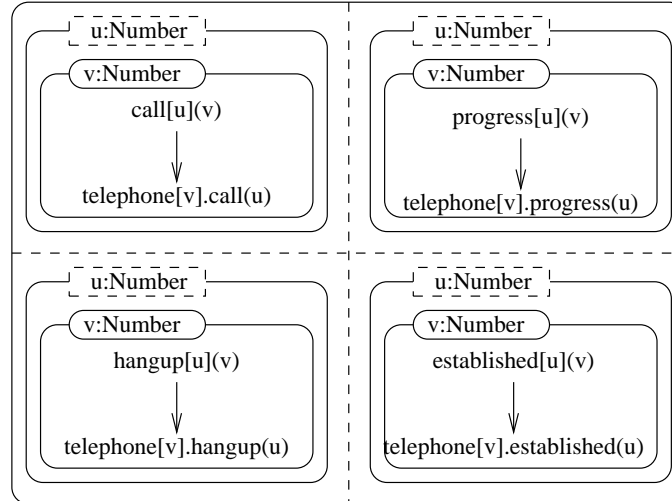 u:Number
v:Number
call[u](v)
telephone[v].call(u)
u:Number
v:Number
progress[u](v)
telephone[v].progress(u)
u:Number
v:Number
hangup[u](v)
telephone[v].hangup(u)
u:Number
v:Number
established[u](v)
telephone[v].established(u)